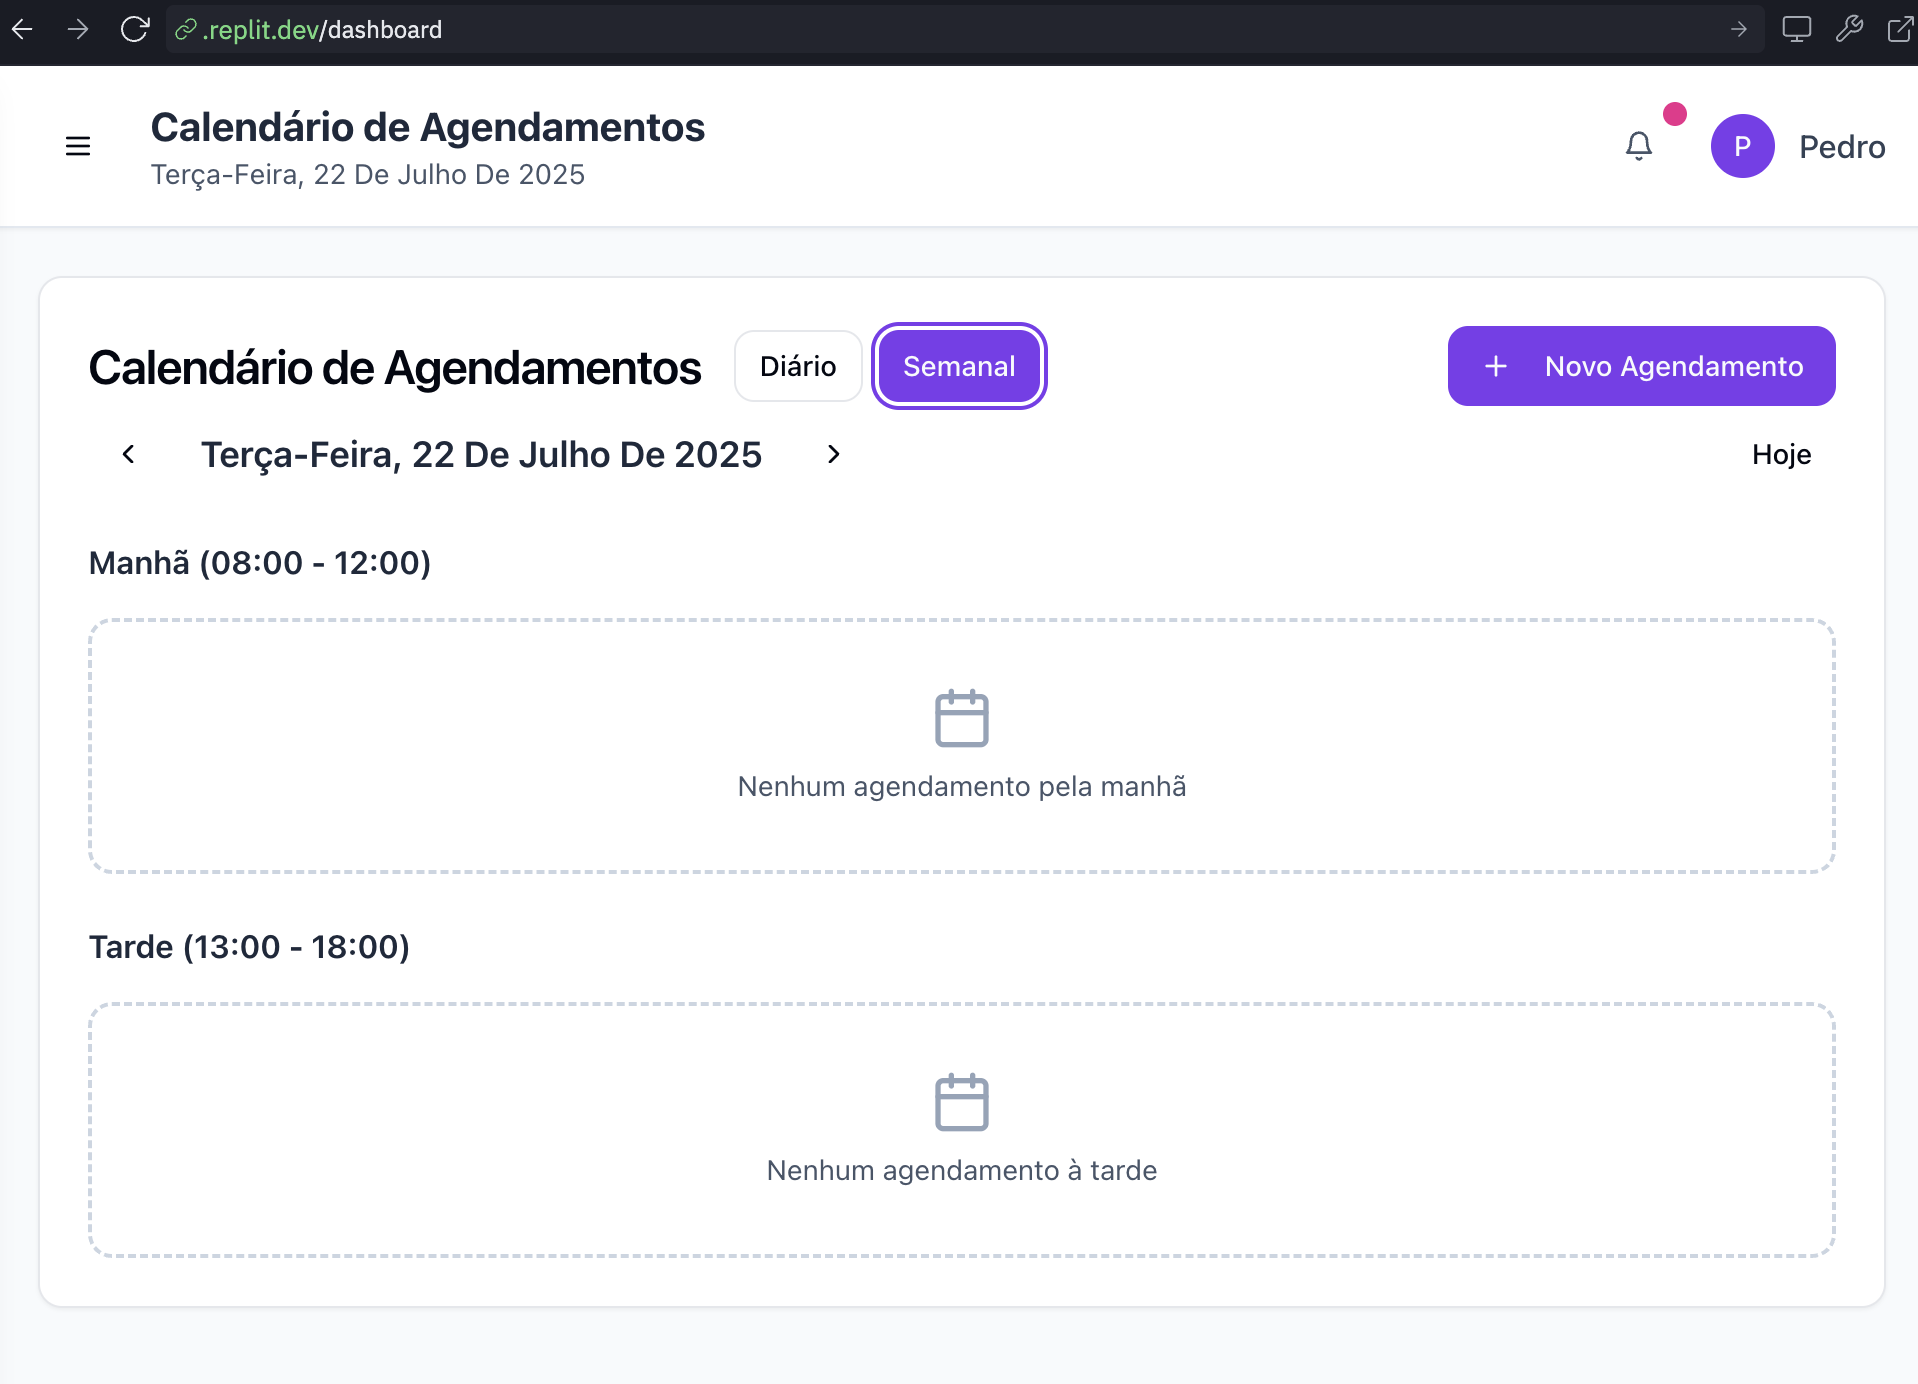 .replit.dev/dashboard
Calendário de Agendamentos
Terça-Feira, 22 De Julho De 2025
P
Pedro
Calendário de Agendamentos
Diário
Semanal
+ Novo Agendamento
Terça-Feira, 22 De Julho De 2025
Hoje
Manhã (08:00 - 12:00)
Nenhum agendamento pela manhã
Tarde (13:00 - 18:00)
Nenhum agendamento à tarde